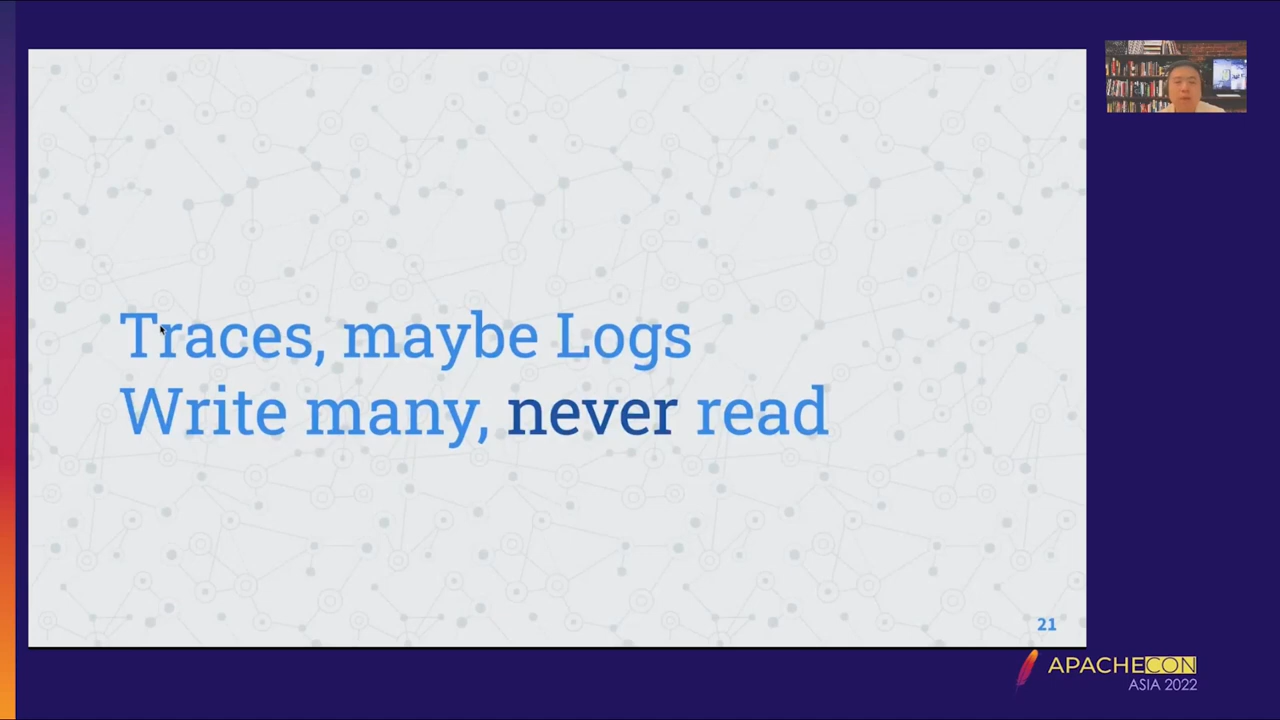 Traces, maybe Logs
Write many, never read
21
APACHECON
ASIA 2022